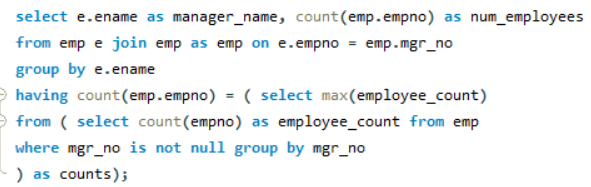 select e.ename as manager_name, count(emp.empno) as num_employees
from emp e join emp as emp on e.empno = emp.mgr_no
group by e.ename
having count(emp.empno) = ( select max(employee_count)
from ( select count(empno) as employee_count from emp
where mgr_no is not null group by mgr_no
) as counts);